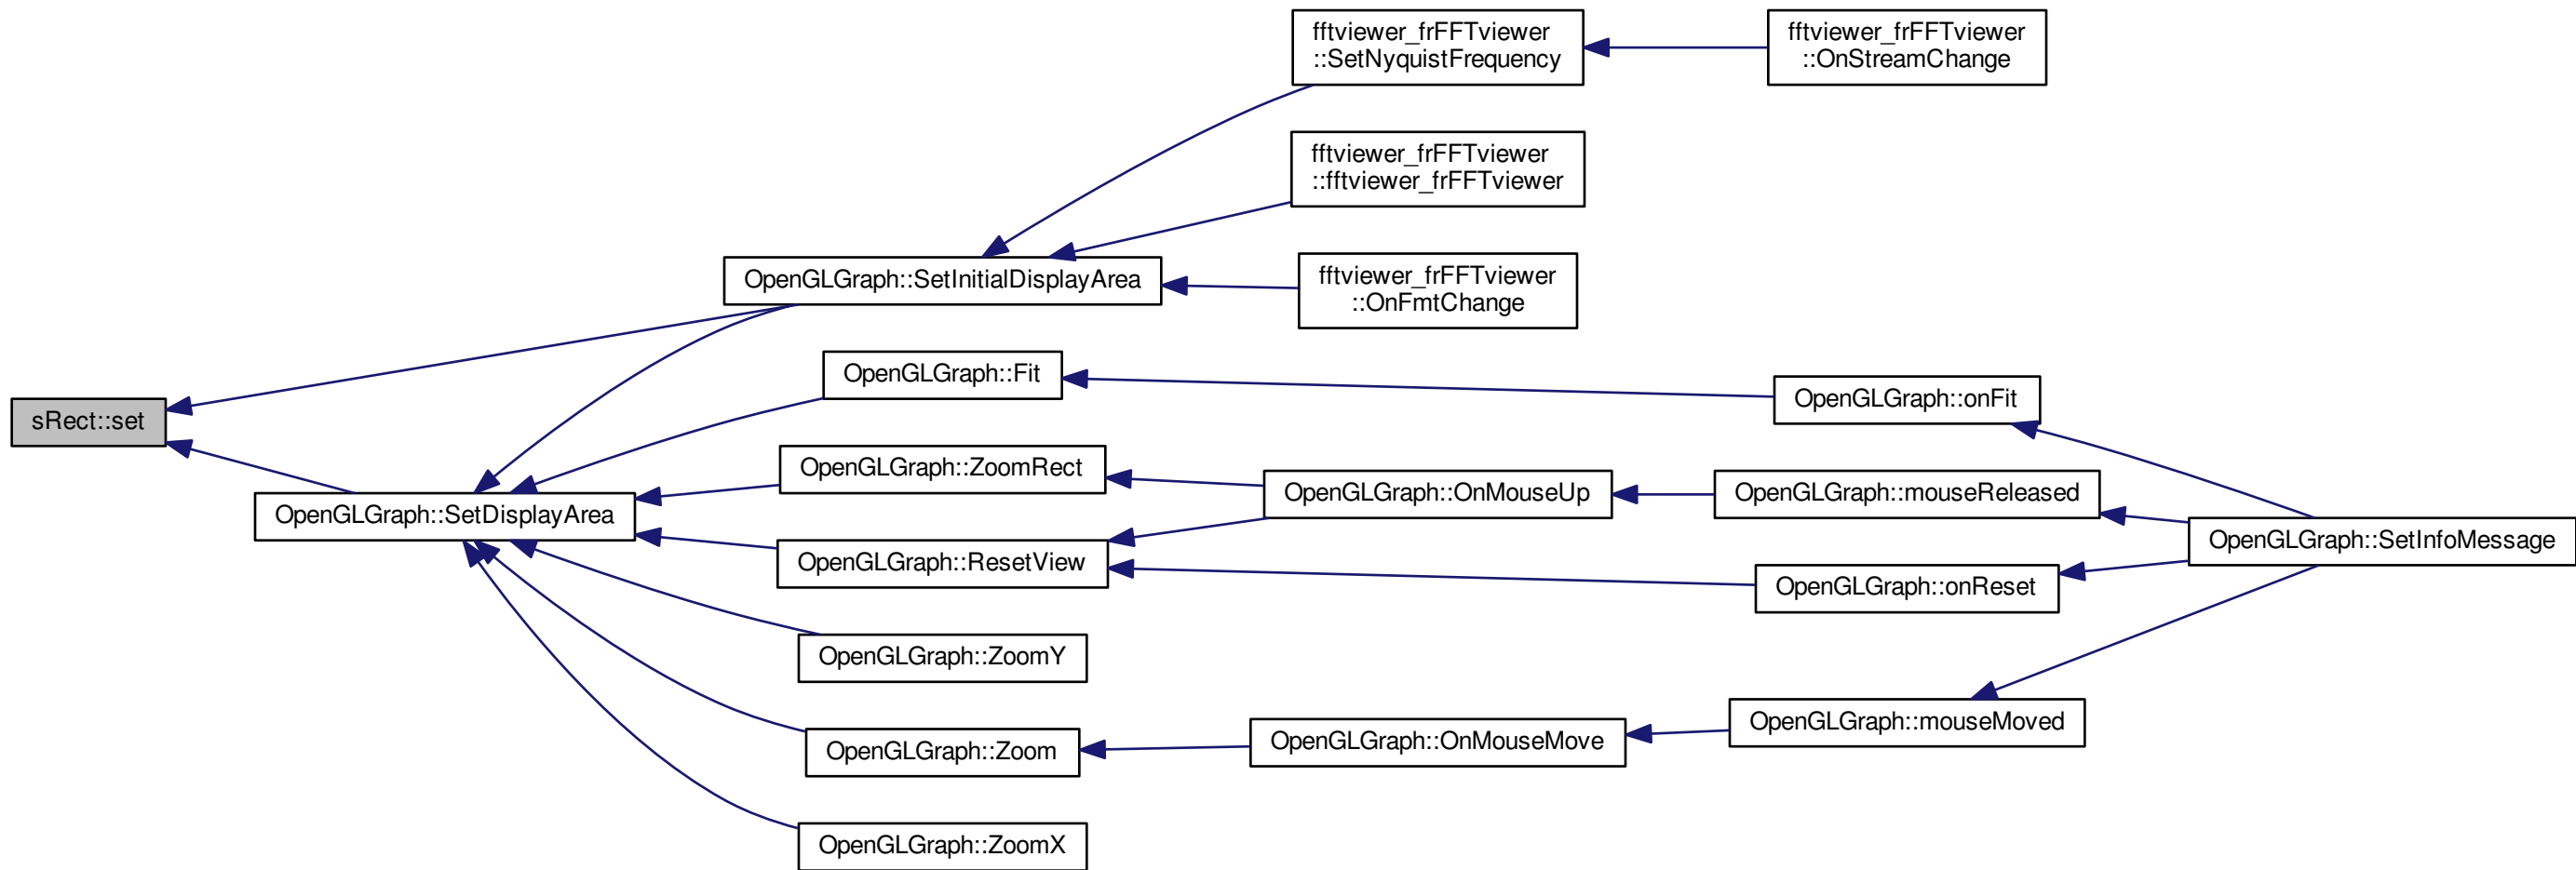 fftviewer_frFFTviewer
::SetNyquistFrequency
fftviewer_frFFTviewer
::OnStreamChange
fftviewer_frFFTviewer
::fftviewer_frFFTviewer
OpenGLGraph::SetInitialDisplayArea
fftviewer_frFFTviewer
::OnFmtChange
OpenGLGraph::Fit
OpenGLGraph::onFit
sRect::set
OpenGLGraph::ZoomRect
OpenGLGraph::OnMouseUp
OpenGLGraph::mouseReleased
OpenGLGraph::SetDisplayArea
OpenGLGraph::SetInfoMessage
OpenGLGraph::ResetView
OpenGLGraph::onReset
OpenGLGraph::ZoomY
OpenGLGraph::mouseMoved
OpenGLGraph::OnMouseMove
OpenGLGraph::Zoom
OpenGLGraph::ZoomX